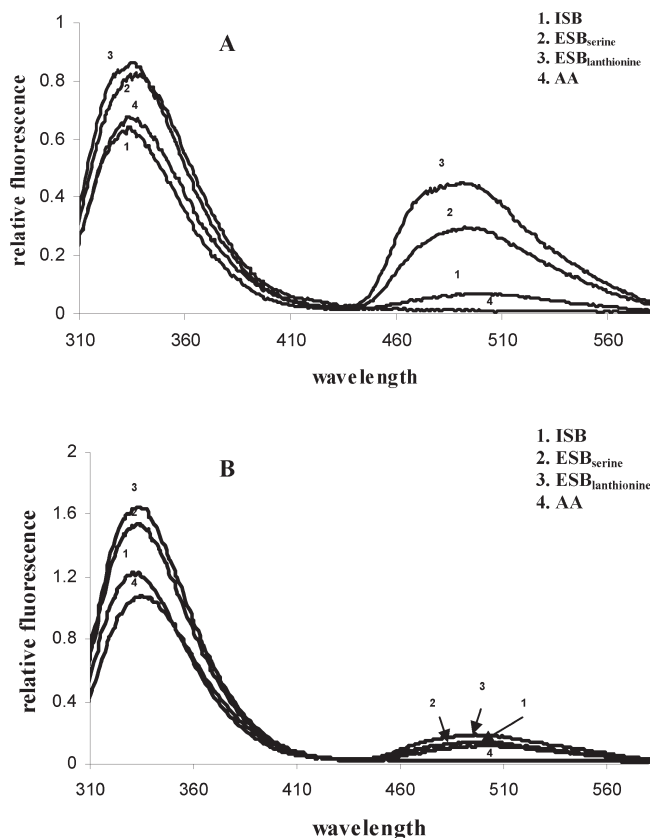 A
1. ISB
2. ESBserine
3. ESBlanthionine
4. AA
relative fluorescence
1
0.8
0.6
0.4
0.2
0
3
2
4
1
3
2
1
4
310
360
410
460
510
560
wavelength
B
1. ISB
2. ESBserine
3. ESBlanthionine
4. AA
relative fluorescence
2
1.6
1.2
0.8
0.4
0
3
2
1
4
2
3
1
4
310
360
410
460
510
560
wavelength